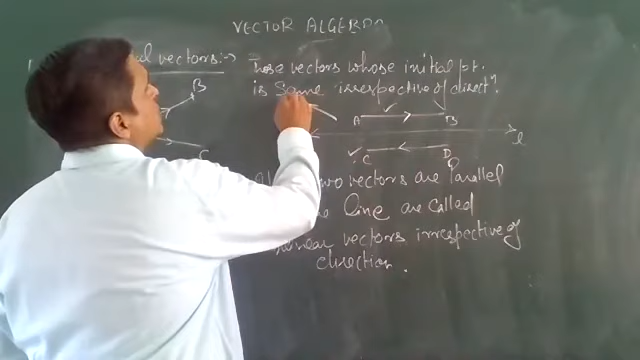 VECTOR ALGEBRA
vectors :→ Those vectors whose initial pt.
is same irrespective of directⁿ.
B
A B
l
C
C D
two vectors are parallel
line are called
vectors irrespective of
direction.